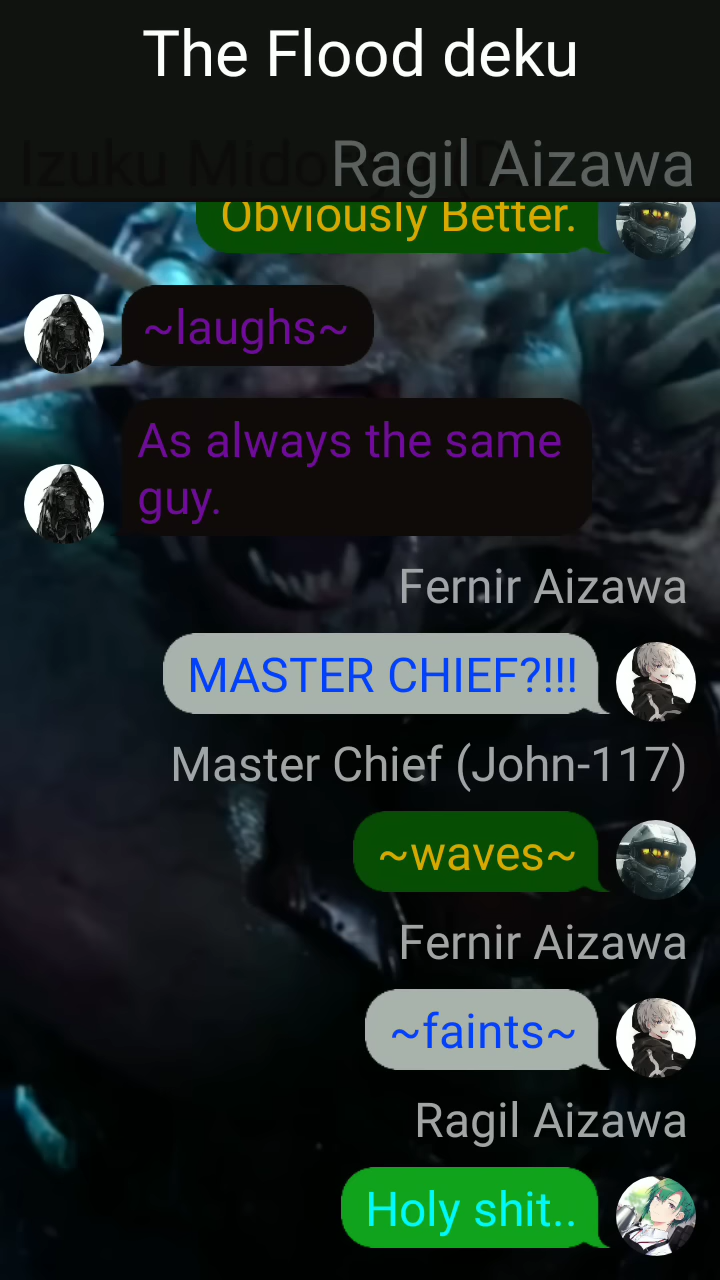 The Flood deku
Ragil Aizawa
Obviously Better.
~laughs~
As always the same
guy.
Fernir Aizawa
MASTER CHIEF?!!!
Master Chief (John-117)
~waves~
Fernir Aizawa
~faints~
Ragil Aizawa
Holy shit..